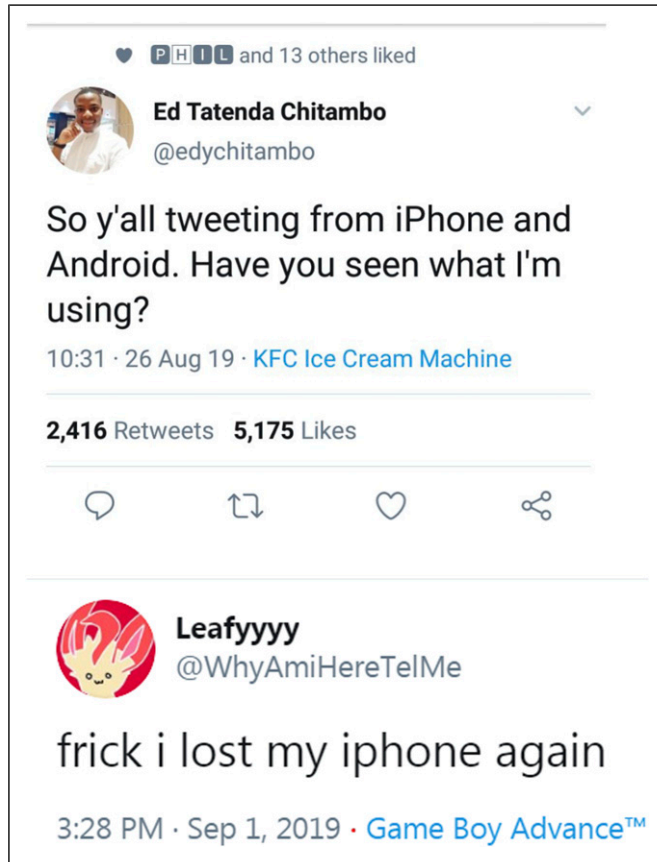 PHIL and 13 others liked
Ed Tatenda Chitambo
@edychitambo
So y'all tweeting from iPhone and
Android. Have you seen what I'm
using?
10:31 · 26 Aug 19 · KFC Ice Cream Machine
2,416 Retweets 5,175 Likes
Leafyyyy
@WhyAmiHereTelMe
frick i lost my iphone again
3:28 PM · Sep 1, 2019 · Game Boy Advance™